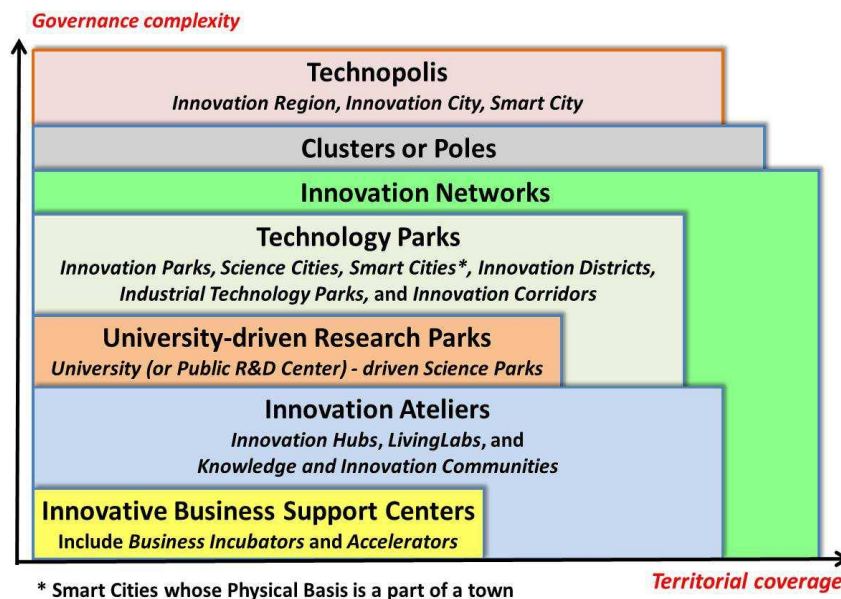 Governance complexity
Technopolis
Innovation Region, Innovation City, Smart City
Clusters or Poles
Innovation Networks
Technology Parks
Innovation Parks, Science Cities, Smart Cities*, Innovation Districts,
Industrial Technology Parks, and Innovation Corridors
University-driven Research Parks
University (or Public R&D Center) - driven Science Parks
Innovation Ateliers
Innovation Hubs, LivingLabs, and
Knowledge and Innovation Communities
Innovative Business Support Centers
Include Business Incubators and Accelerators
Territorial coverage
* Smart Cities whose Physical Basis is a part of a town